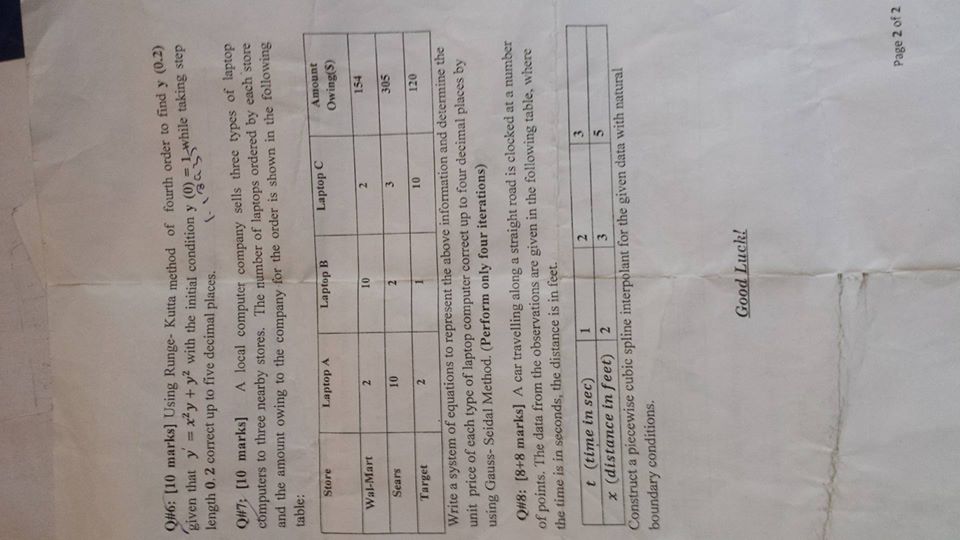 Q#6: [10 marks] Using Runge- Kutta method of fourth order to find y (0.2)
given that y′ = x²y + y² with the initial condition y (0) = 1 while taking step
length 0.2 correct up to five decimal places.
Q#7: [10 marks] A local computer company sells three types of laptop
computers to three nearby stores. The number of laptops ordered by each store
and the amount owing to the company for the order is shown in the following
table:
Store Laptop A Laptop B Laptop C Amount Owing($)
Wal-Mart 2 10 2 154
Sears 10 2 3 305
Target 2 1 10 120
Write a system of equations to represent the above information and determine the
unit price of each type of laptop computer correct up to four decimal places by
using Gauss- Seidal Method. (Perform only four iterations)
Q#8: [8+8 marks] A car travelling along a straight road is clocked at a number
of points. The data from the observations are given in the following table, where
the time is in seconds, the distance is in feet.
t (time in sec) 1 2 3
x (distance in feet) 2 3 5
Construct a piecewise cubic spline interpolant for the given data with natural
boundary conditions.
Good Luck!
Page 2 of 2